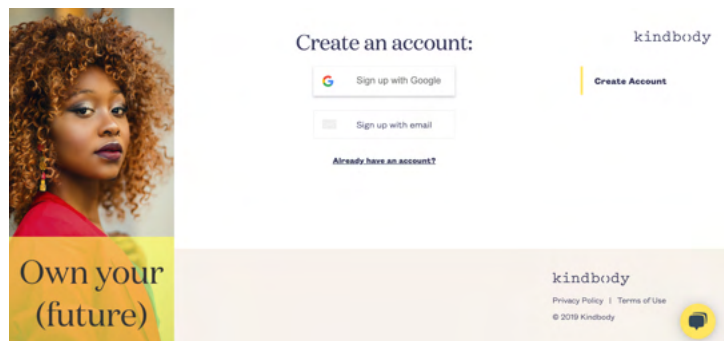 Create an account:
kindbody
Sign up with Google
Create Account
Sign up with email
Already have an account?
Own your
(future)
kindbody
Privacy Policy | Terms of Use
© 2019 Kindbody